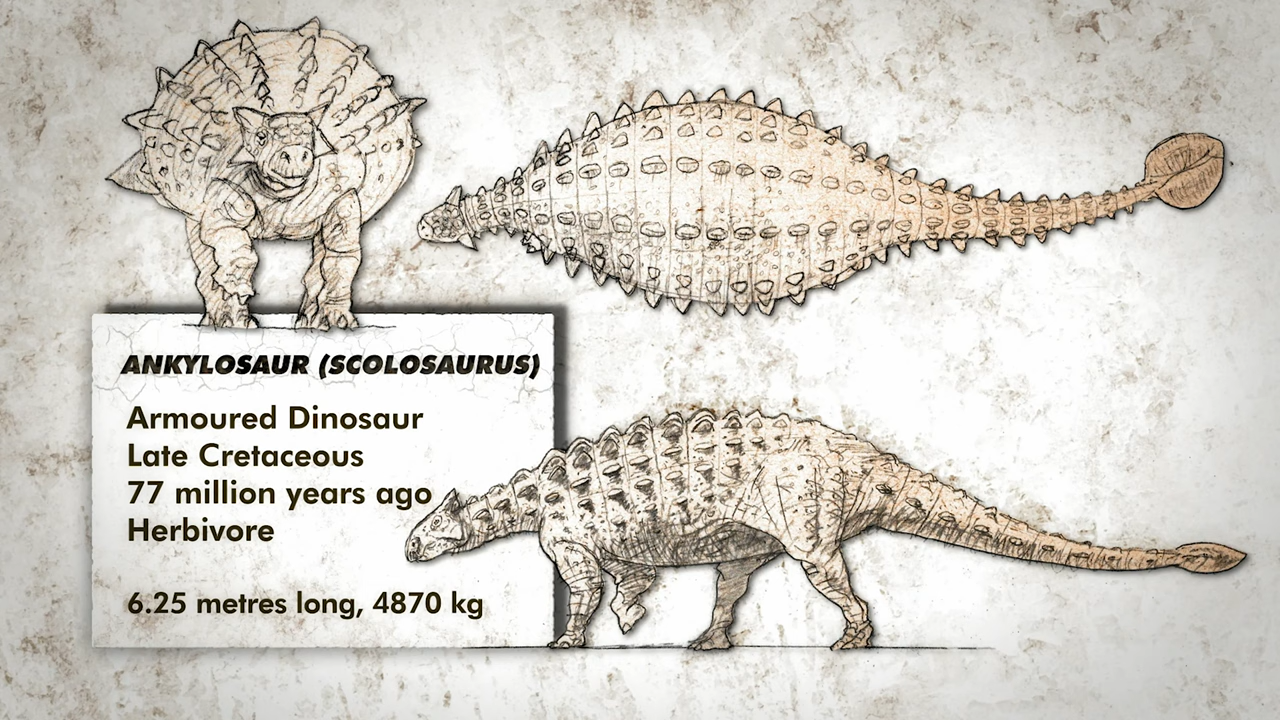 ANKYLOSAUR (SCOLOSAURUS)
Armoured Dinosaur
Late Cretaceous
77 million years ago
Herbivore
6.25 metres long, 4870 kg